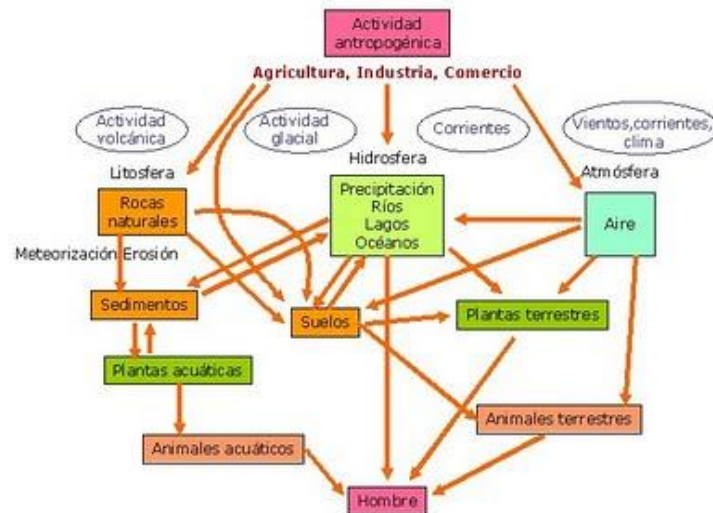 Actividad
antropogénica
Agricultura, Industria, Comercio
Actividad
volcánica
Actividad
glacial
Corrientes
Vientos,corrientes,
clima
Litosfera
Hidrosfera
Atmósfera
Rocas
naturales
Precipitación
Ríos
Lagos
Océanos
Aire
Meteorización Erosión
Sedimentos
Suelos
Plantas terrestres
Plantas acuáticas
Animales terrestres
Animales acuáticos
Hombre